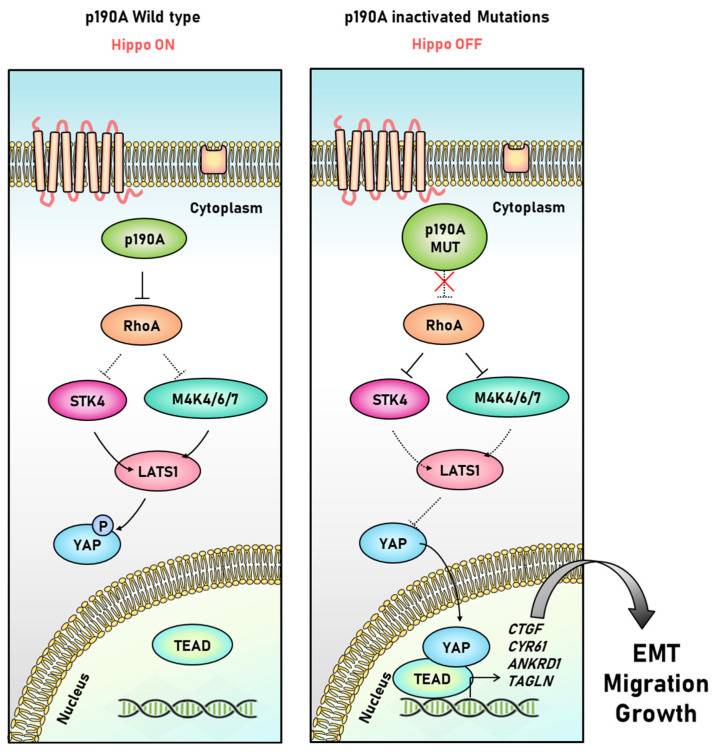 p190A Wild type
Hippo ON
Cytoplasm
p190A
RhoA
STK4
M4K4/6/7
LATS1
P
YAP
TEAD
Nucleus
p190A inactivated Mutations
Hippo OFF
Cytoplasm
p190A
MUT
RhoA
STK4
M4K4/6/7
LATS1
YAP
YAP
TEAD
CTGF
CYR61
ANKRD1
TAGLN
Nucleus
EMT
Migration
Growth